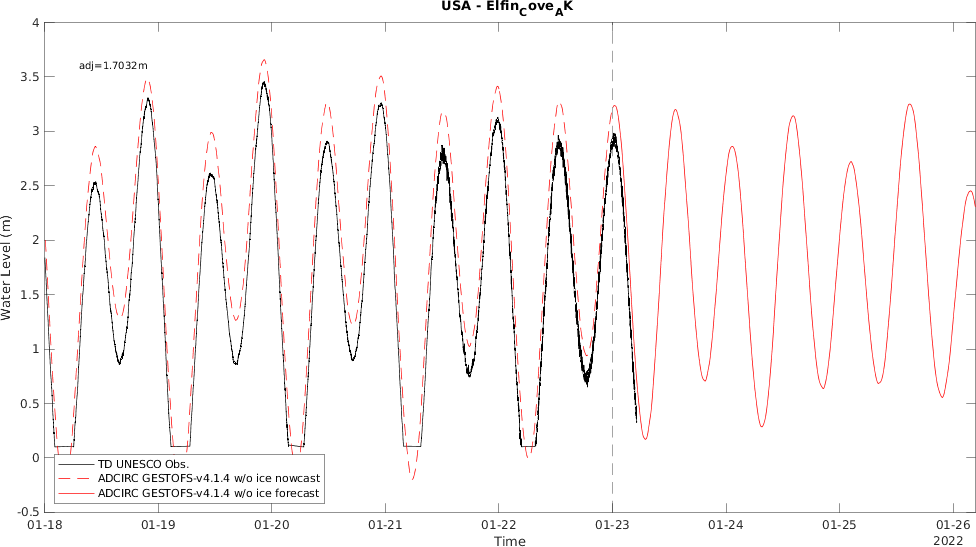 USA - ElfinCoveAK
4
3.5
3
2.5
2
1.5
1
0.5
0
-0.5
Water Level (m)
adj=1.7032m
TD UNESCO Obs.
ADCIRC GESTOFS-v4.1.4 w/o ice nowcast
ADCIRC GESTOFS-v4.1.4 w/o ice forecast
01-18 01-19 01-20 01-21 01-22 01-23 01-24 01-25 01-26
Time
2022